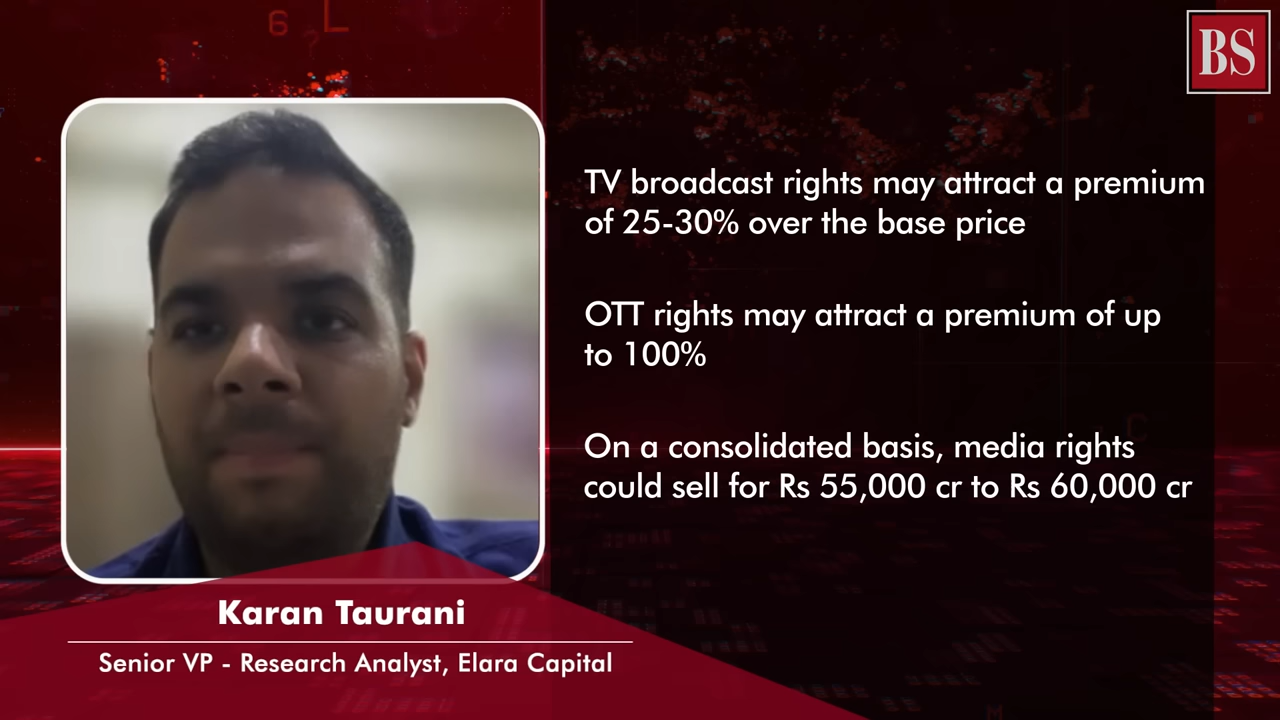 BS
TV broadcast rights may attract a premium
of 25-30% over the base price
OTT rights may attract a premium of up
to 100%
On a consolidated basis, media rights
could sell for Rs 55,000 cr to Rs 60,000 cr
Karan Taurani
Senior VP - Research Analyst, Elara Capital